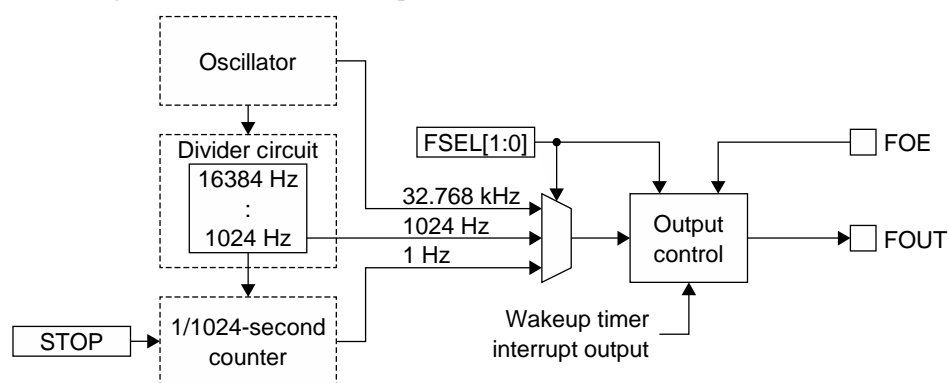 Oscillator
Divider circuit
16384 Hz
:
1024 Hz
1/1024-second
counter
STOP
FSEL[1:0]
32.768 kHz
1024 Hz
1 Hz
Output
control
FOE
FOUT
Wakeup timer
interrupt output